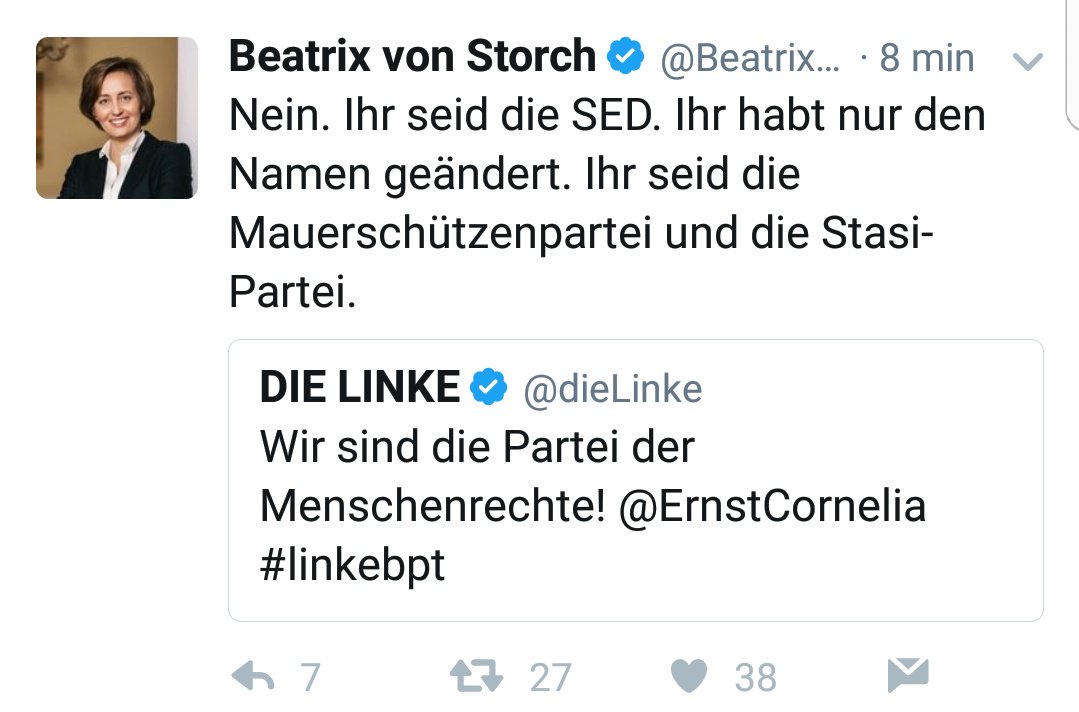 Beatrix von Storch @Beatrix... · 8 min
Nein. Ihr seid die SED. Ihr habt nur den
Namen geändert. Ihr seid die
Mauerschützenpartei und die Stasi-
Partei.
DIE LINKE @dieLinke
Wir sind die Partei der
Menschenrechte! @ErnstCornelia
#linkebpt
7 27 38